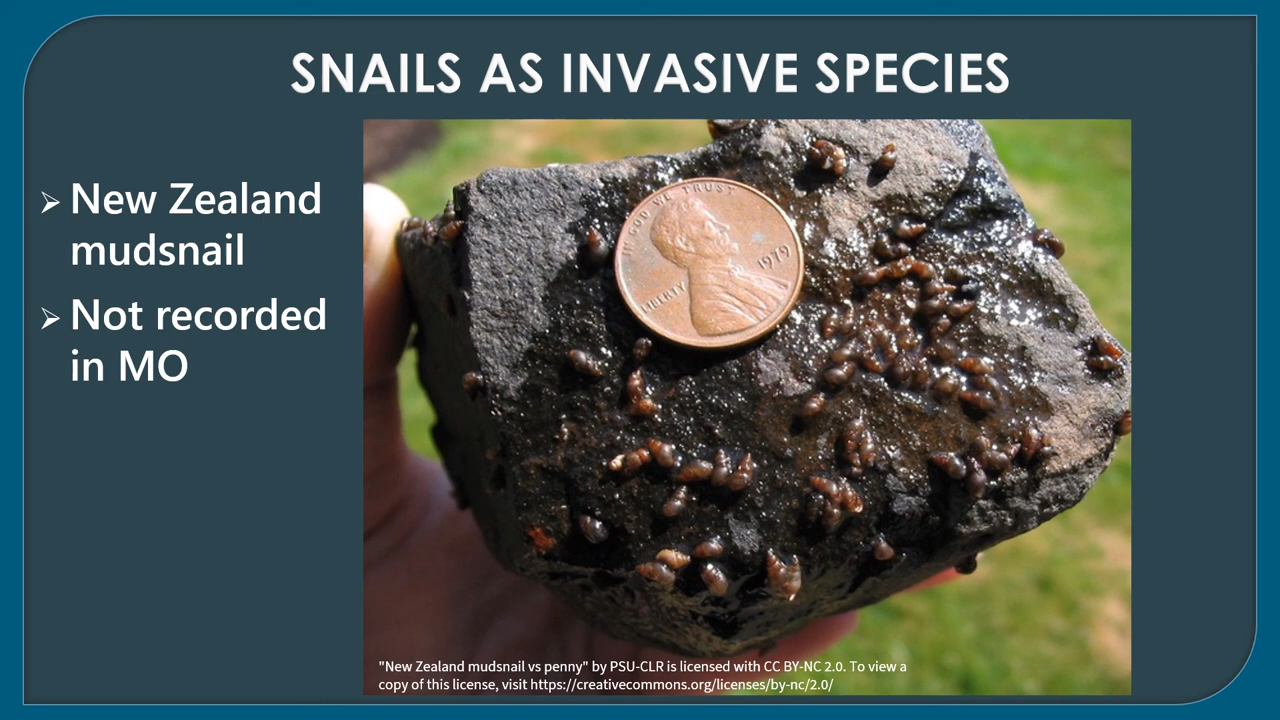 SNAILS AS INVASIVE SPECIES
New Zealand
mudsnail
Not recorded
in MO
IN GOD WE TRUST
LIBERTY
1979
"New Zealand mudsnail vs penny" by PSU-CLR is licensed with CC BY-NC 2.0. To view a
copy of this license, visit https://creativecommons.org/licenses/by-nc/2.0/